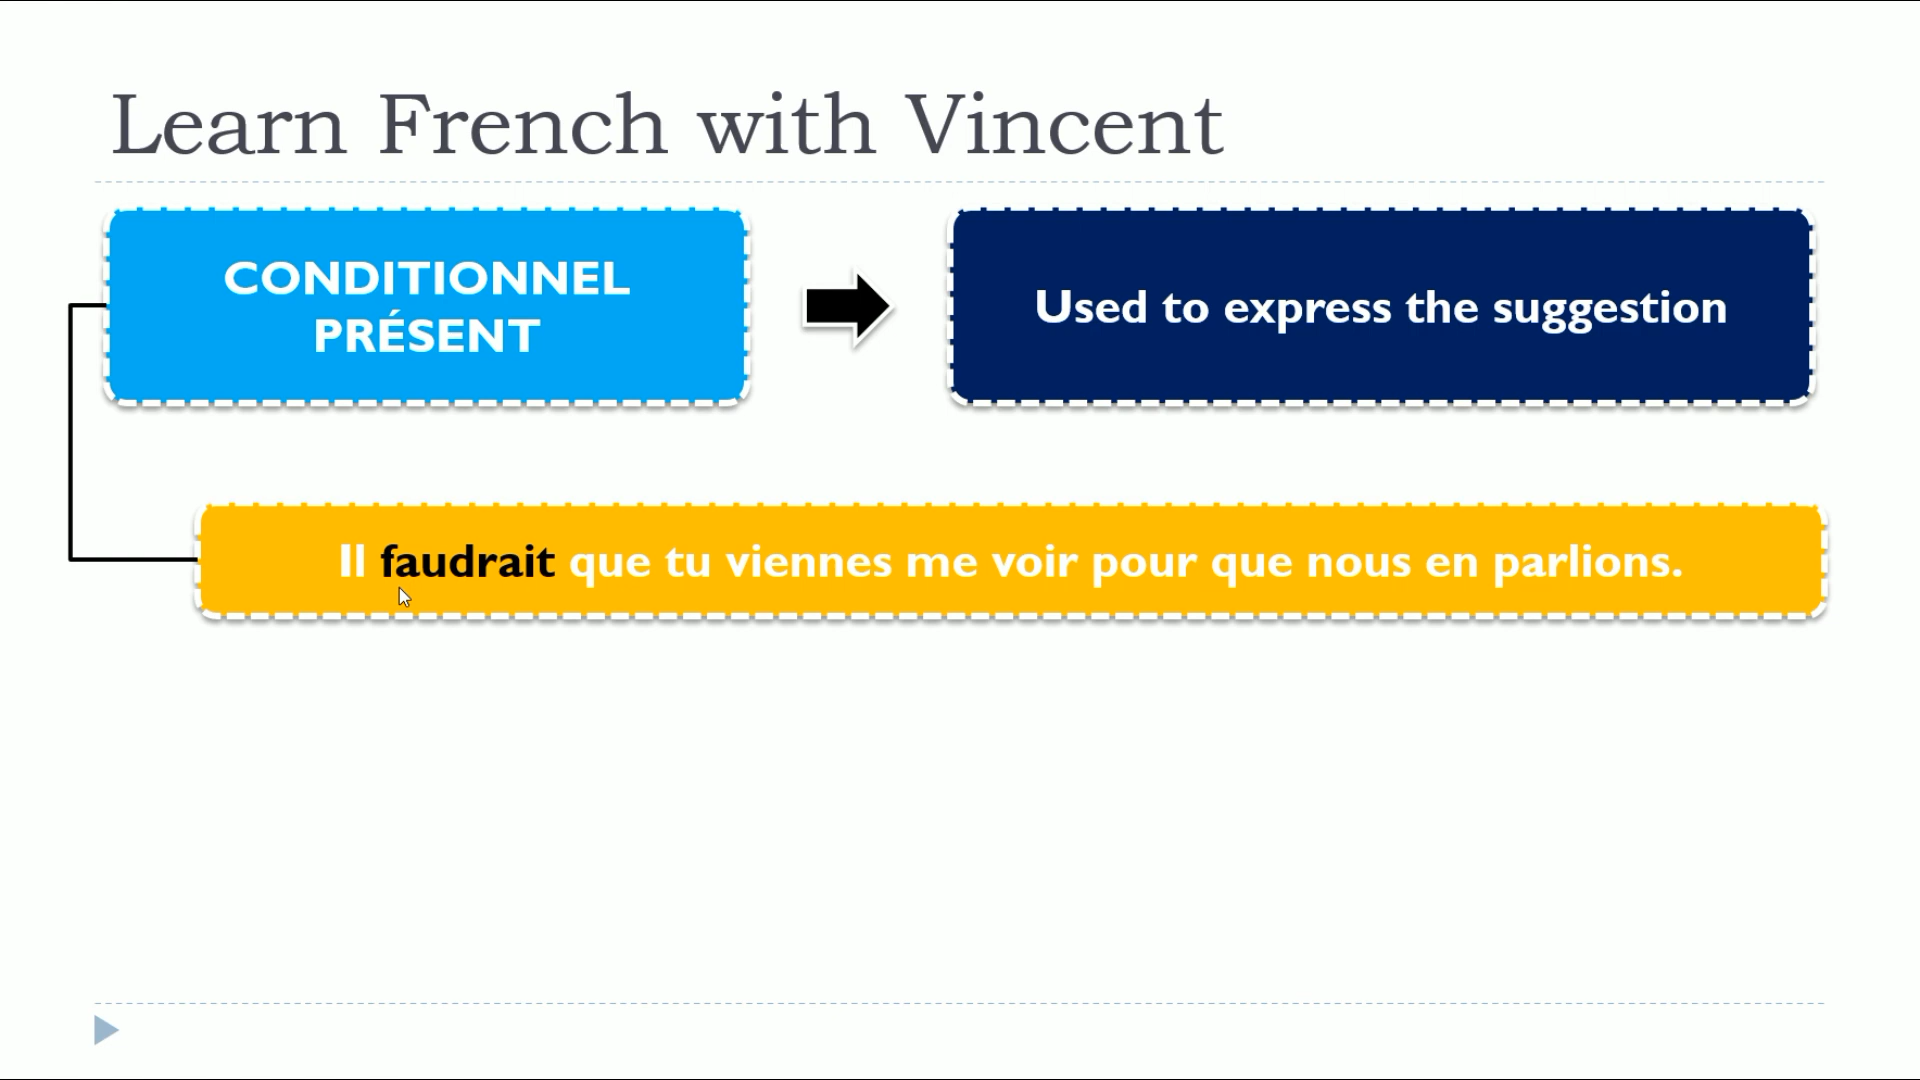 Learn French with Vincent
CONDITIONNEL
PRÉSENT
Used to express the suggestion
Il faudrait que tu viennes me voir pour que nous en parlions.